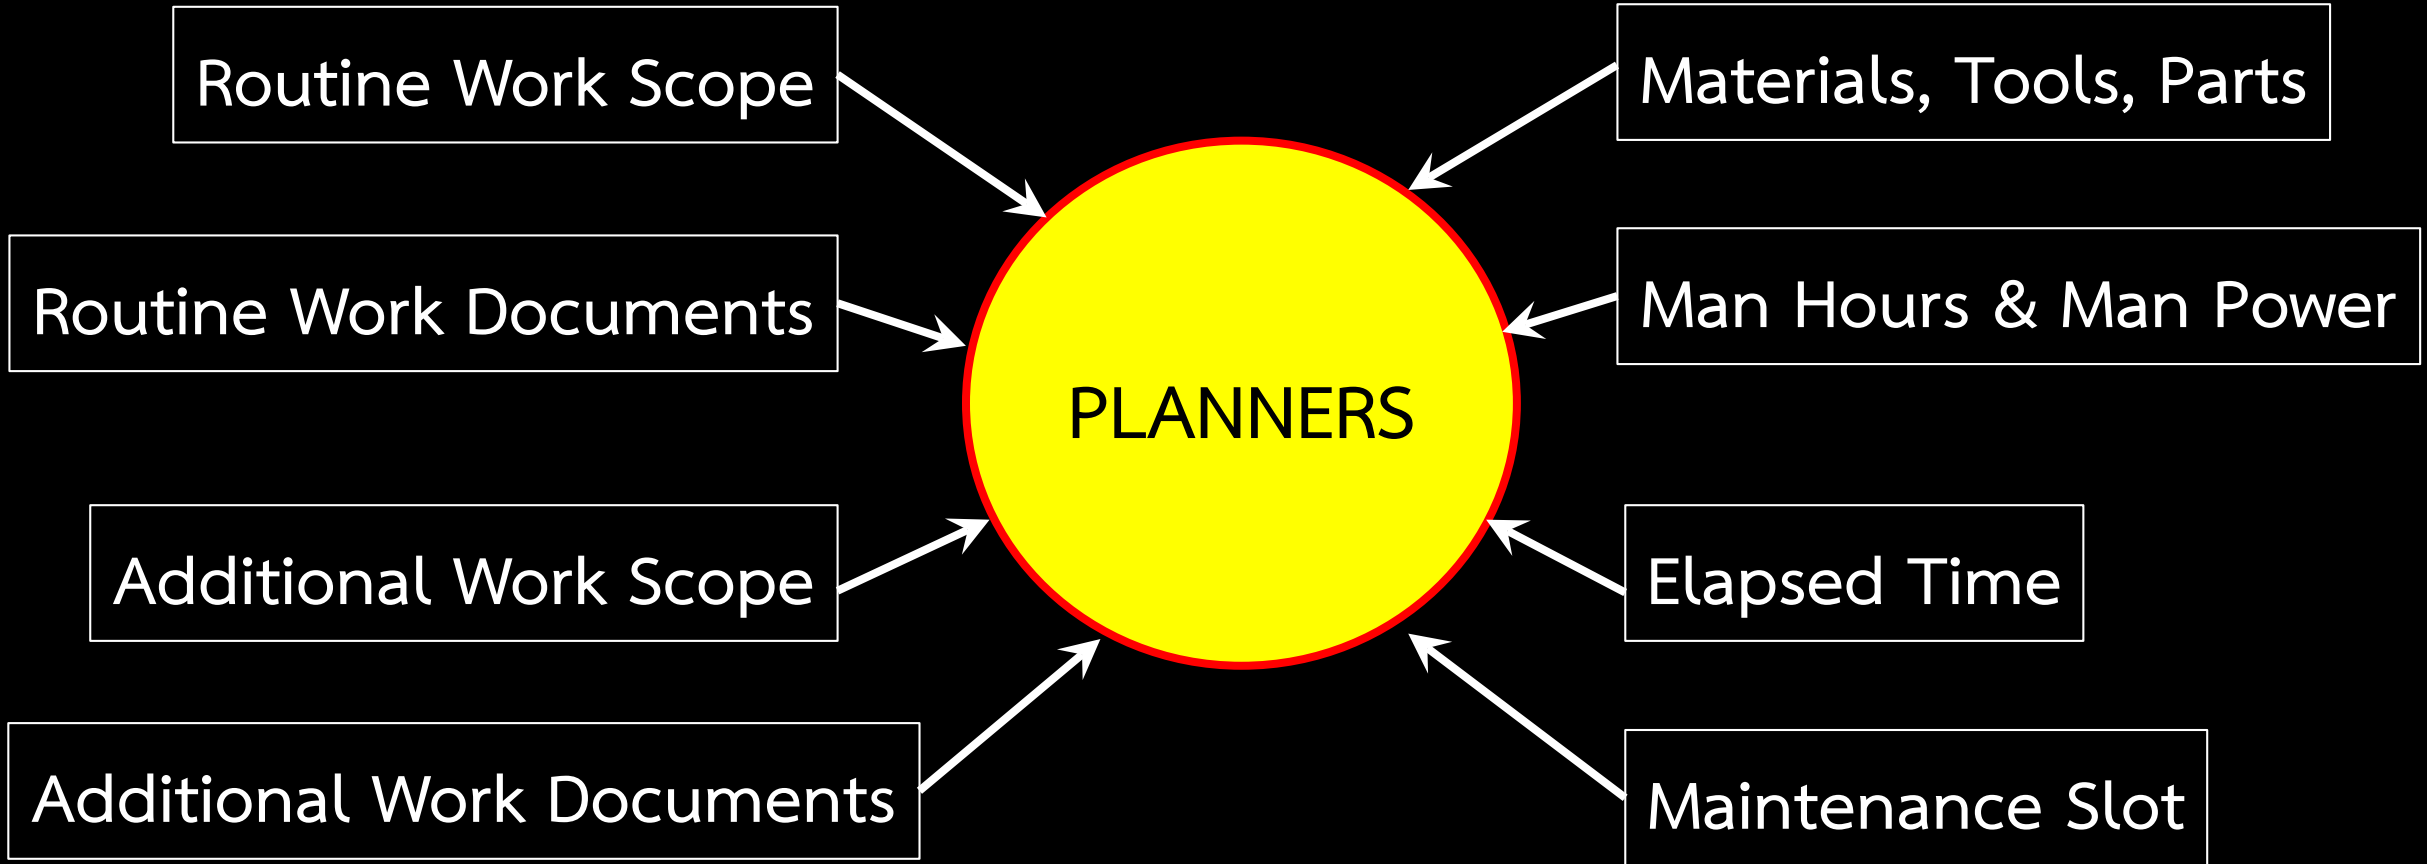 Routine Work Scope
Materials, Tools, Parts
Routine Work Documents
Man Hours & Man Power
PLANNERS
Additional Work Scope
Elapsed Time
Additional Work Documents
Maintenance Slot